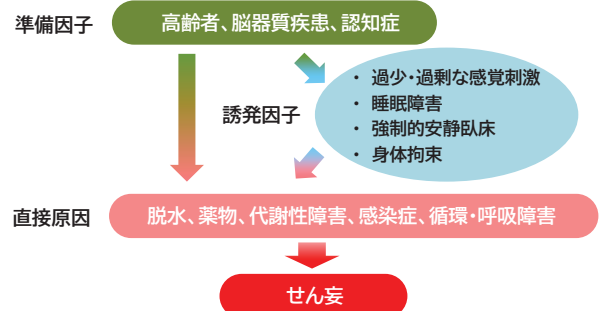 準備因子
高齢者、脳器質疾患、認知症
誘発因子
・ 過少・過剰な感覚刺激
・ 睡眠障害
・ 強制的安静臥床
・ 身体拘束
直接原因
脱水、薬物、代謝性障害、感染症、循環・呼吸障害
せん妄